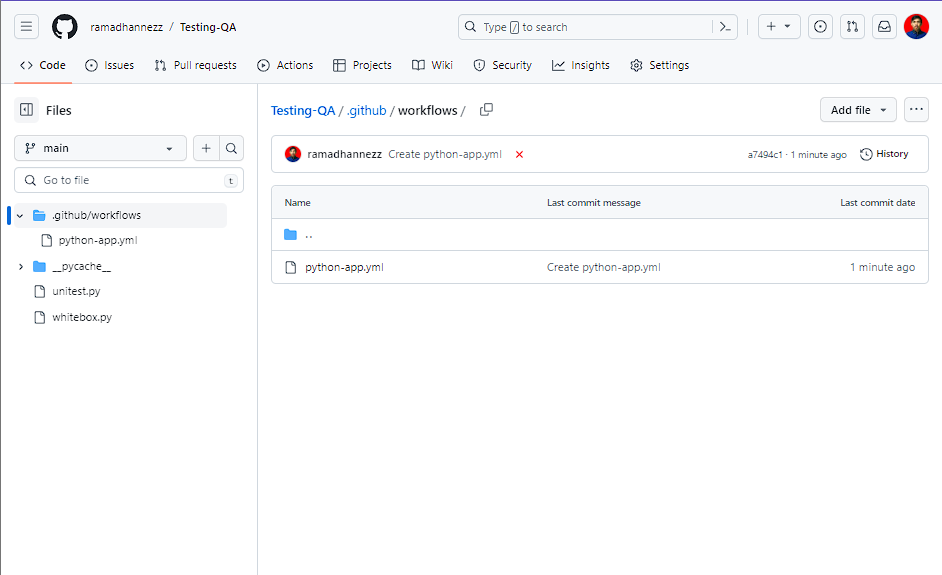 ramadhannezz / Testing-QA
Type / to search
Code
Issues
Pull requests
Actions
Projects
Wiki
Security
Insights
Settings
Files
main
Go to file
t
.github/workflows
python-app.yml
__pycache__
unitest.py
whitebox.py
Testing-QA / .github / workflows /
Add file
ramadhannezz Create python-app.yml
a7494c1 · 1 minute ago
History
Name Last commit message Last commit date
..
python-app.yml Create python-app.yml 1 minute ago